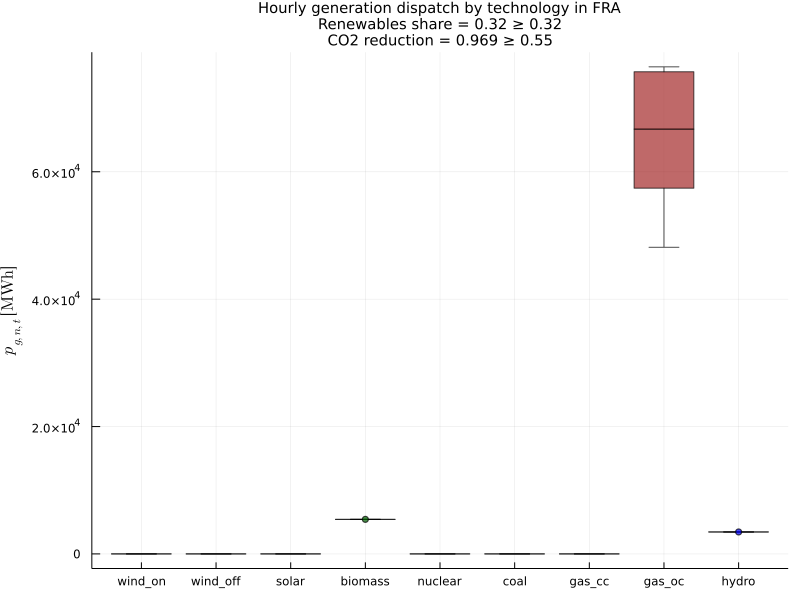 Hourly generation dispatch by technology in FRA
Renewables share = 0.32 ≥ 0.32
CO2 reduction = 0.969 ≥ 0.55
p_{g,n,t} [MWh]
6.0×10⁴
4.0×10⁴
2.0×10⁴
0
wind_on wind_off solar biomass nuclear coal gas_cc gas_oc hydro